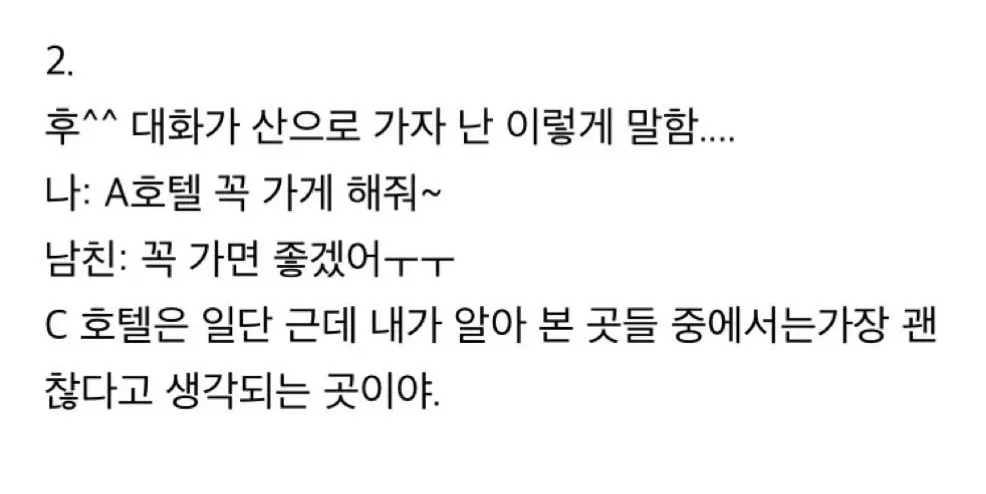 2.
후^^ 대화가 산으로 가자 난 이렇게 말함....
나: A호텔 꼭 가게 해줘~
남친: 꼭 가면 좋겠어ㅜㅜ
C 호텔은 일단 근데 내가 알아 본 곳들 중에서는가장 괜
찮다고 생각되는 곳이야.